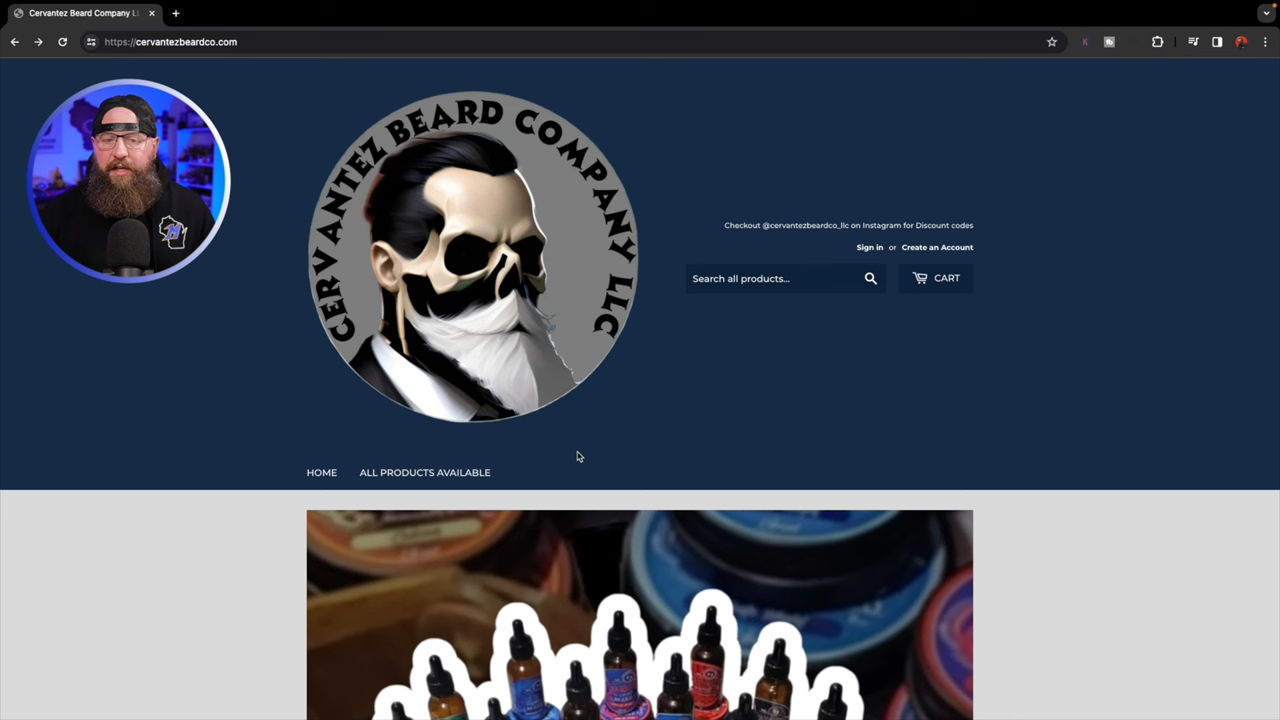 Cervantez Beard Company L
https://cervantezbeardco.com
CERVANTEZ BEARD COMPANY LLC
Checkout @cervantezbeardco_llc on Instagram for Discount codes
Sign in or Create an Account
Search all products...
CART
HOME
ALL PRODUCTS AVAILABLE